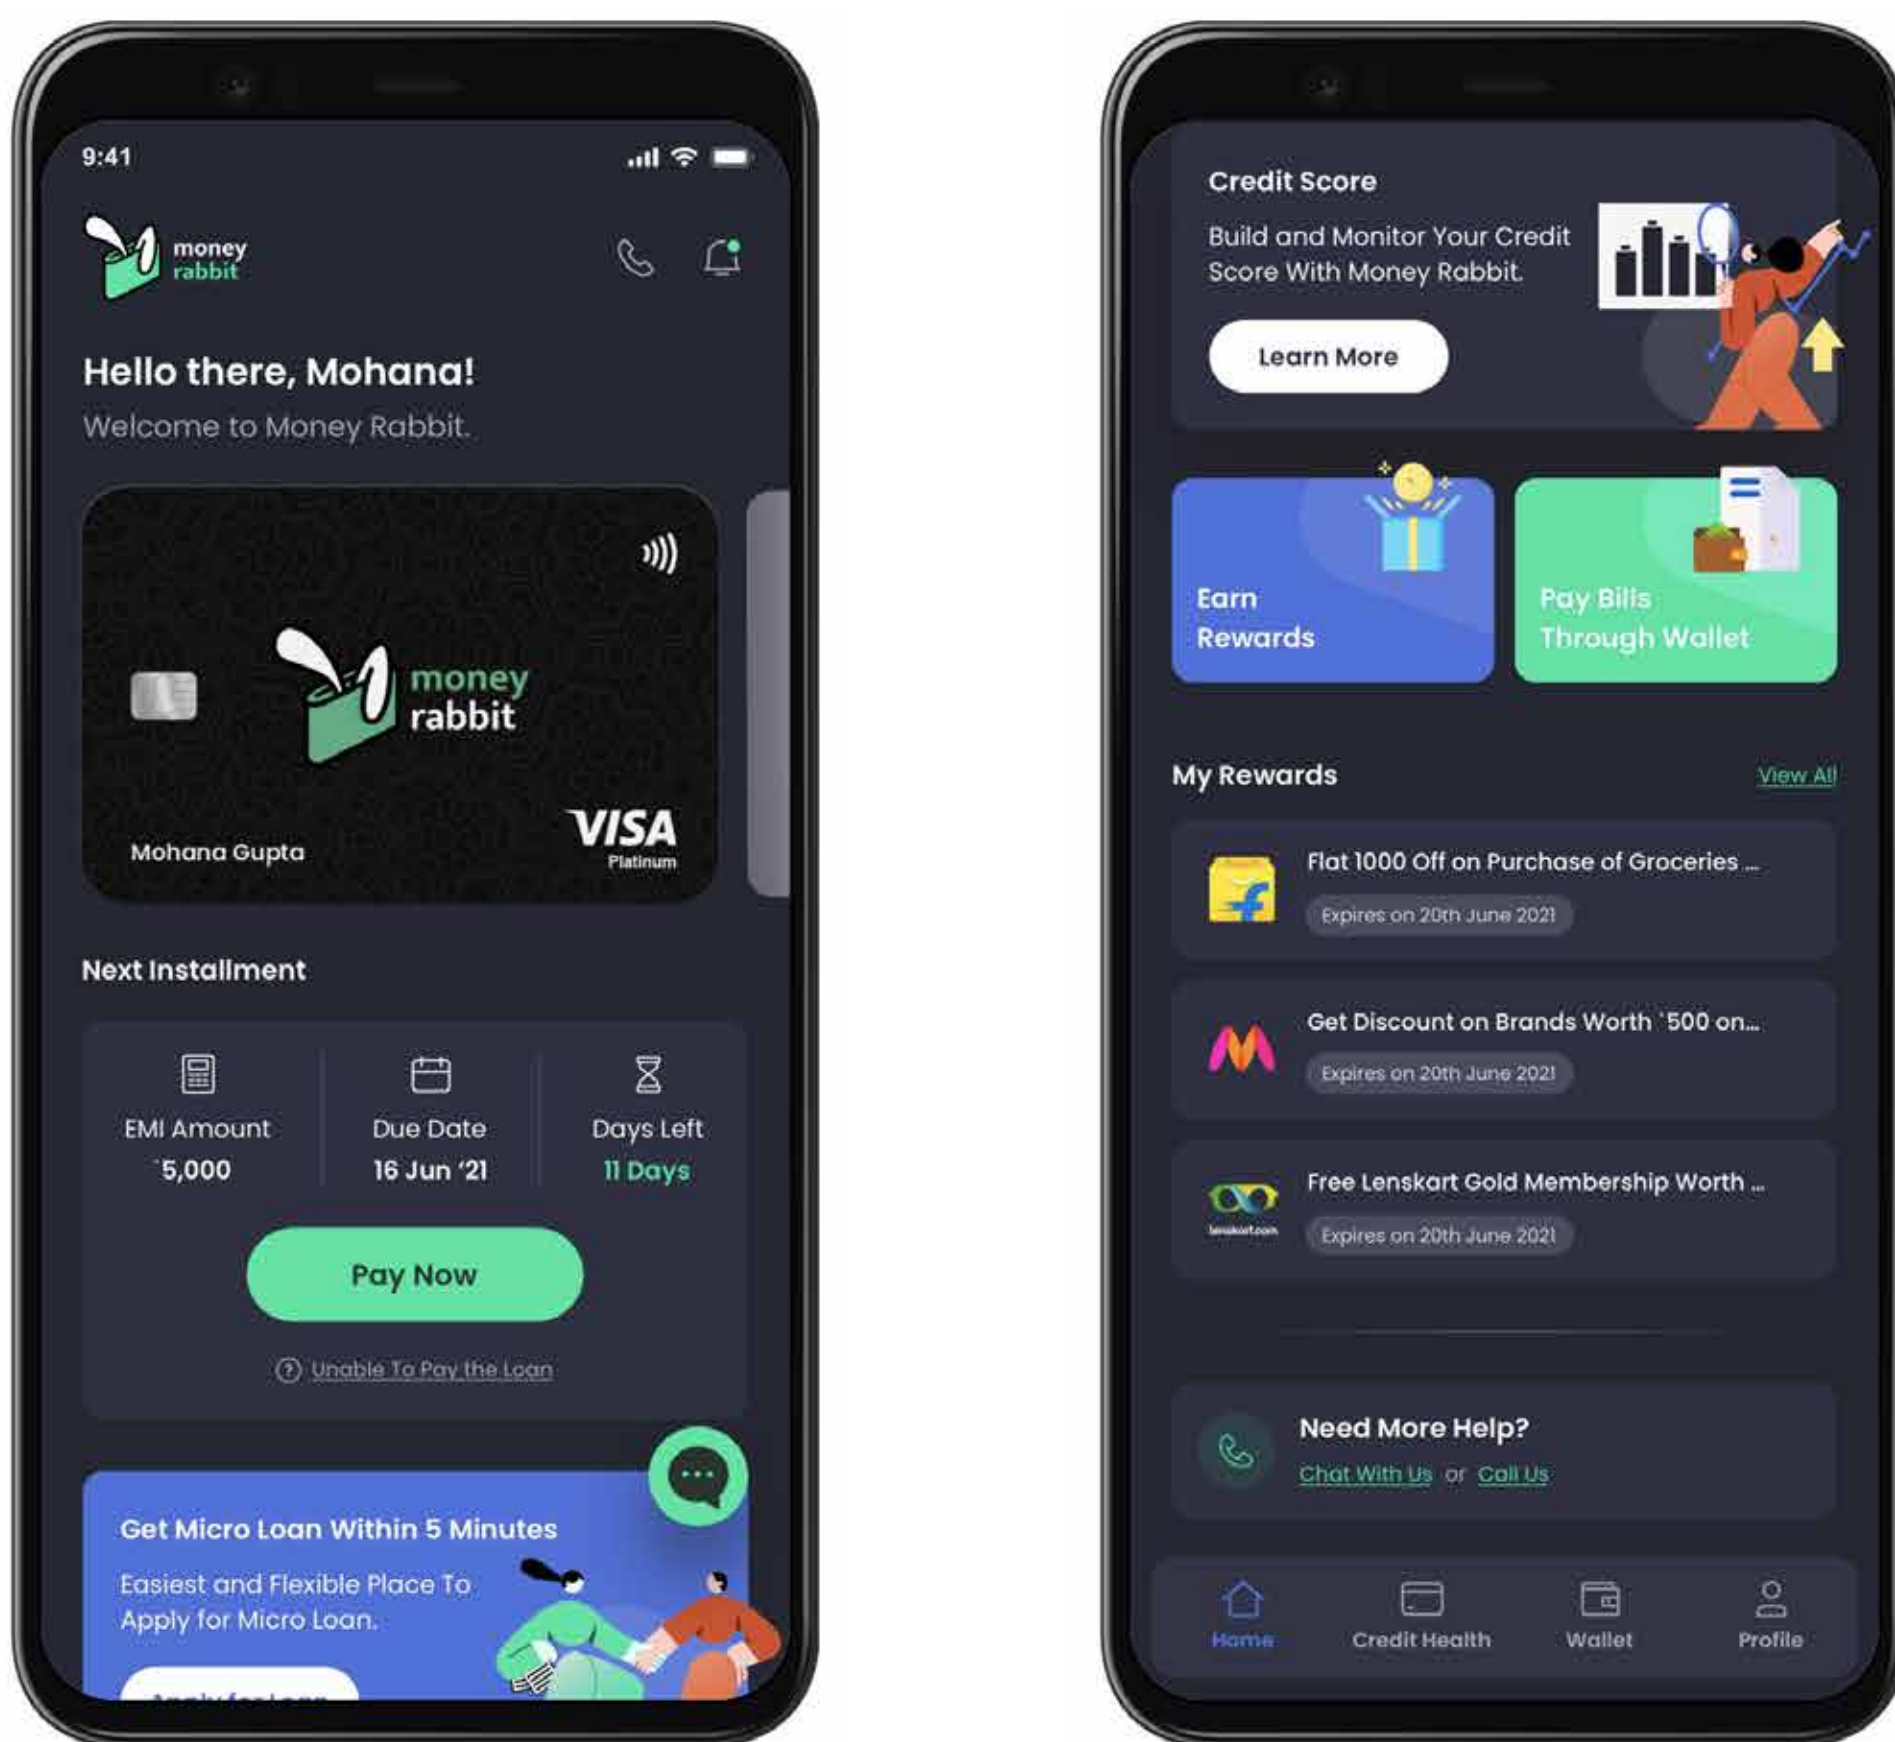 9:41
money
rabbit
Hello there, Mohana!
Welcome to Money Rabbit.
money
rabbit
VISA
Platinum
Mohana Gupta
Next Installment
EMI Amount
`5,000
Due Date
16 Jun ‘21
Days Left
11 Days
Pay Now
Unable To Pay the Loan
Get Micro Loan Within 5 Minutes
Easiest and Flexible Place To
Apply for Micro Loan.
Apply for Loan
Credit Score
Build and Monitor Your Credit
Score With Money Rabbit.
Learn More
Earn
Rewards
Pay Bills
Through Wallet
My Rewards
View All
Flat 1000 Off on Purchase of Groceries ...
Expires on 20th June 2021
Get Discount on Brands Worth `500 on...
Expires on 20th June 2021
Free Lenskart Gold Membership Worth ...
lenskart.com
Expires on 20th June 2021
Need More Help?
Chat With Us or Call Us
Home
Credit Health
Wallet
Profile